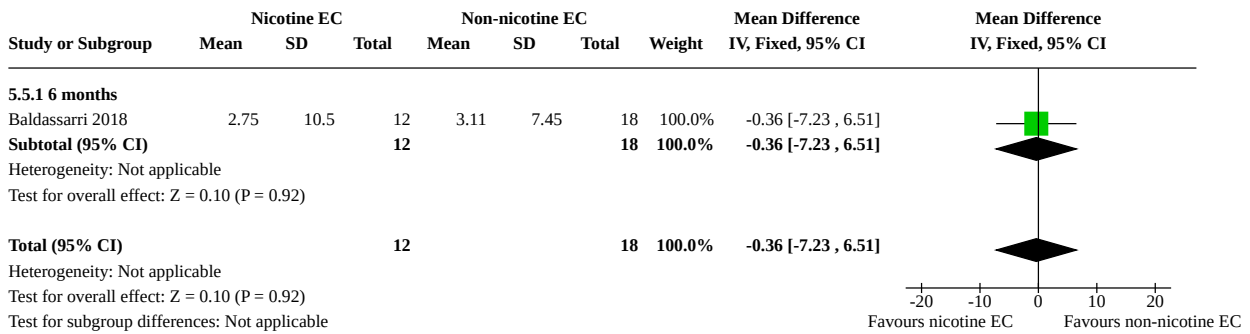 Nicotine EC Non-nicotine EC Mean Difference Mean Difference
Study or Subgroup Mean SD Total Mean SD Total Weight IV, Fixed, 95% CI IV, Fixed, 95% CI
5.5.1 6 months
Baldassarri 2018 2.75 10.5 12 3.11 7.45 18 100.0% -0.36 [-7.23 , 6.51]
Subtotal (95% CI) 12 18 100.0% -0.36 [-7.23 , 6.51]
Heterogeneity: Not applicable
Test for overall effect: Z = 0.10 (P = 0.92)
Total (95% CI) 12 18 100.0% -0.36 [-7.23 , 6.51]
Heterogeneity: Not applicable
Test for overall effect: Z = 0.10 (P = 0.92)
-20 -10 0 10 20
Test for subgroup differences: Not applicable Favours nicotine EC Favours non-nicotine EC